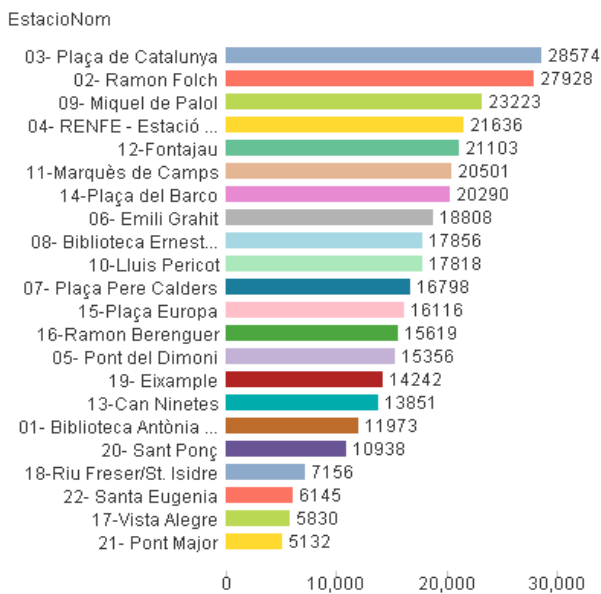 EstacioNom
03- Plaça de Catalunya 28574
02- Ramon Folch 27928
09- Miquel de Palol 23223
04- RENFE - Estació ... 21636
12-Fontajau 21103
11-Marquès de Camps 20501
14-Plaça del Barco 20290
06- Emili Grahit 18808
08- Biblioteca Ernest... 17856
10-Lluis Pericot 17818
07- Plaça Pere Calders 16798
15-Plaça Europa 16116
16-Ramon Berenguer 15619
05- Pont del Dimoni 15356
19- Eixample 14242
13-Can Ninetes 13851
01- Biblioteca Antònia ... 11973
20- Sant Ponç 10938
18-Riu Freser/St. Isidre 7156
22- Santa Eugenia 6145
17-Vista Alegre 5830
21- Pont Major 5132
0 10,000 20,000 30,000